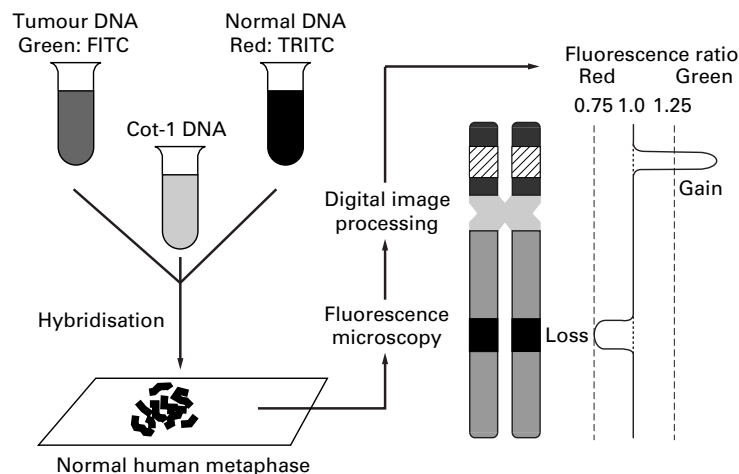 Tumour DNA
Green: FITC
Normal DNA
Red: TRITC
Cot-1 DNA
Hybridisation
Normal human metaphase
Fluorescence
microscopy
Digital image
processing
Fluorescence ratio
Red Green
0.75 1.0 1.25
Gain
Loss